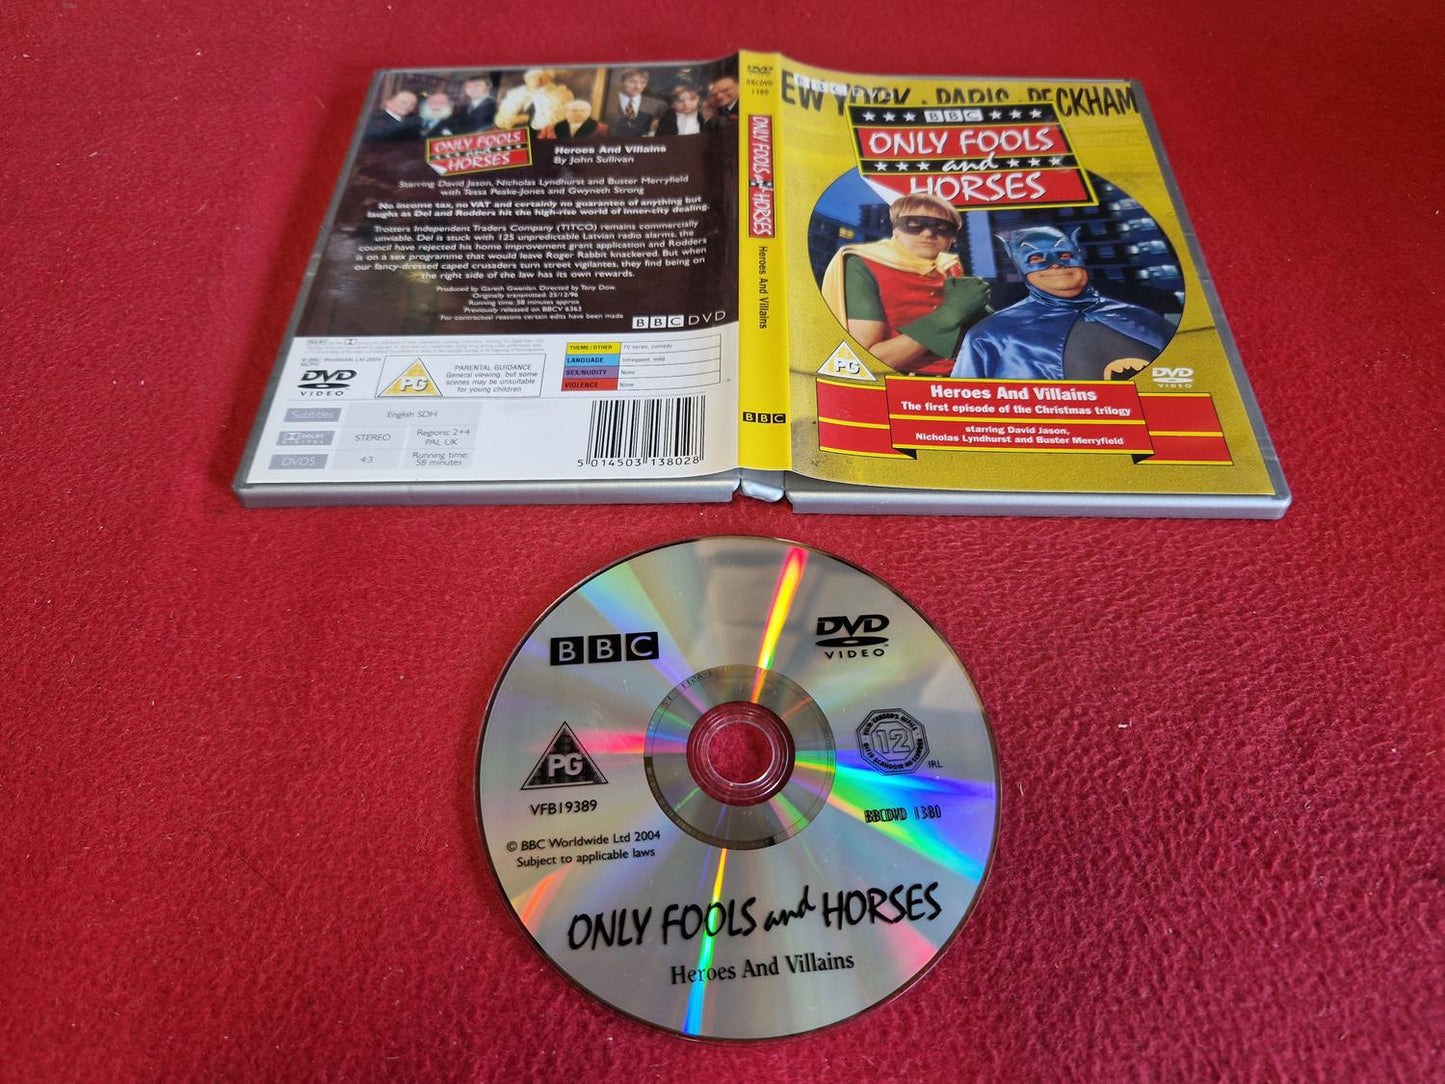 ONLY FOOLS
and
HORSES
Heroes And Villains
By John Sullivan
Starring David Jason, Nicholas Lyndhurst and Buster Merryfield
with Tessa Peake-Jones and Gwyneth Strong
No income tax, no VAT and certainly no guarantee of anything but
laughs as Del and Rodders hit the high-rise world of inner-city dealing.
Trotters Independent Traders Company (TITCO) remains commercially
unviable. Del is stuck with 125 unpredictable Latvian radio alarms, the
council have rejected his home improvement grant application and Rodders
is on a sex programme that would leave Roger Rabbit knackered. But when
our fancy-dressed caped crusaders turn street vigilantes, they find being on
the right side of the law has its own rewards.
Produced by Gareth Gwenlan. Directed by Tony Dow.
Originally transmitted: 25/12/96
Running time: 58 minutes approx
Previously released on BBCV 6363
For contractual reasons certain edits have been made
BBC DVD
© BBC Worldwide Ltd 2004
DVD
VIDEO
PG
PARENTAL GUIDANCE
General viewing, but some
scenes may be unsuitable
for young children
THEME/OTHER TV series, comedy
LANGUAGE Infrequent, mild
SEX/NUDITY None
VIOLENCE None
Subtitles English SDH
DOLBY DIGITAL STEREO Regions: 2+4
PAL UK
DVD5 4:3 Running time:
58 minutes
5 014503 138028
DVD
BBCDVD
1380
ONLY FOOLS and HORSES
Heroes And Villains
BBC
BBC DVD
EW YORK · PARIS · PECKHAM
BBC
ONLY FOOLS
and
HORSES
PG
DVD
VIDEO
Heroes And Villains
The first episode of the Christmas trilogy
starring David Jason,
Nicholas Lyndhurst and Buster Merryfield
BBC
DVD
VIDEO
PG
12
IRL
VFB19389
BBCDVD 1380
© BBC Worldwide Ltd 2004
Subject to applicable laws
ONLY FOOLS and HORSES
Heroes And Villains